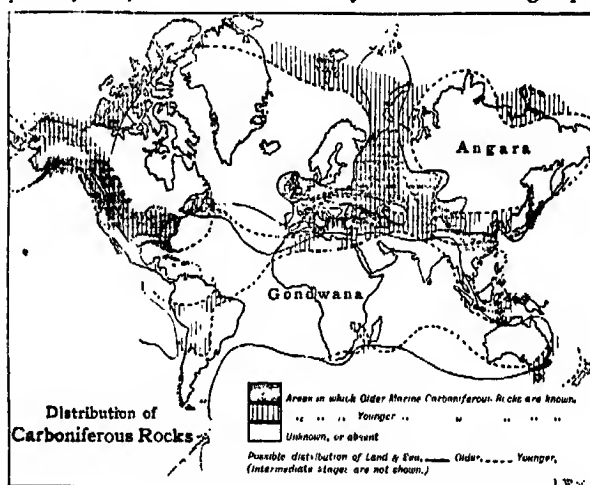 Angara
Gondwana
Distribution of
Carboniferous Rocks
Areas in which Older Marine Carboniferous Rocks are known.
" " " Younger " " " " "
Unknown, or absent
Possible distribution of Land & Sea, Older, Younger,
(Intermediate stages are not shown.)